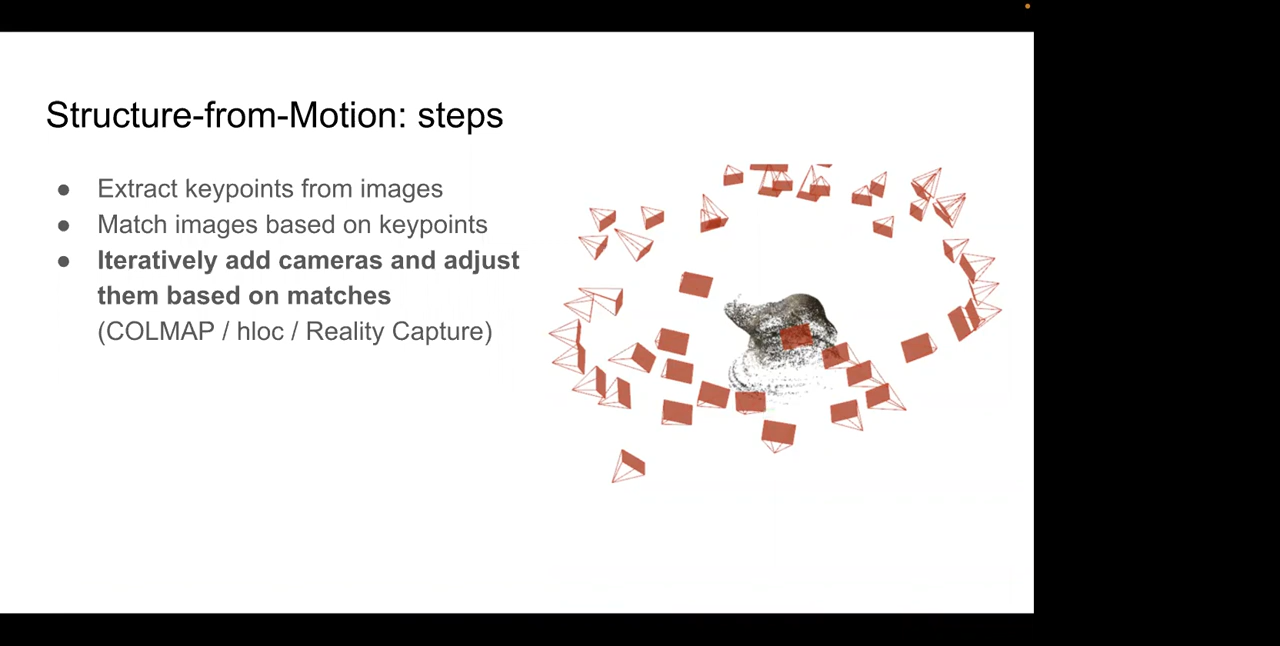 Structure-from-Motion: steps
● Extract keypoints from images
● Match images based on keypoints
● Iteratively add cameras and adjust
them based on matches
(COLMAP / hloc / Reality Capture)